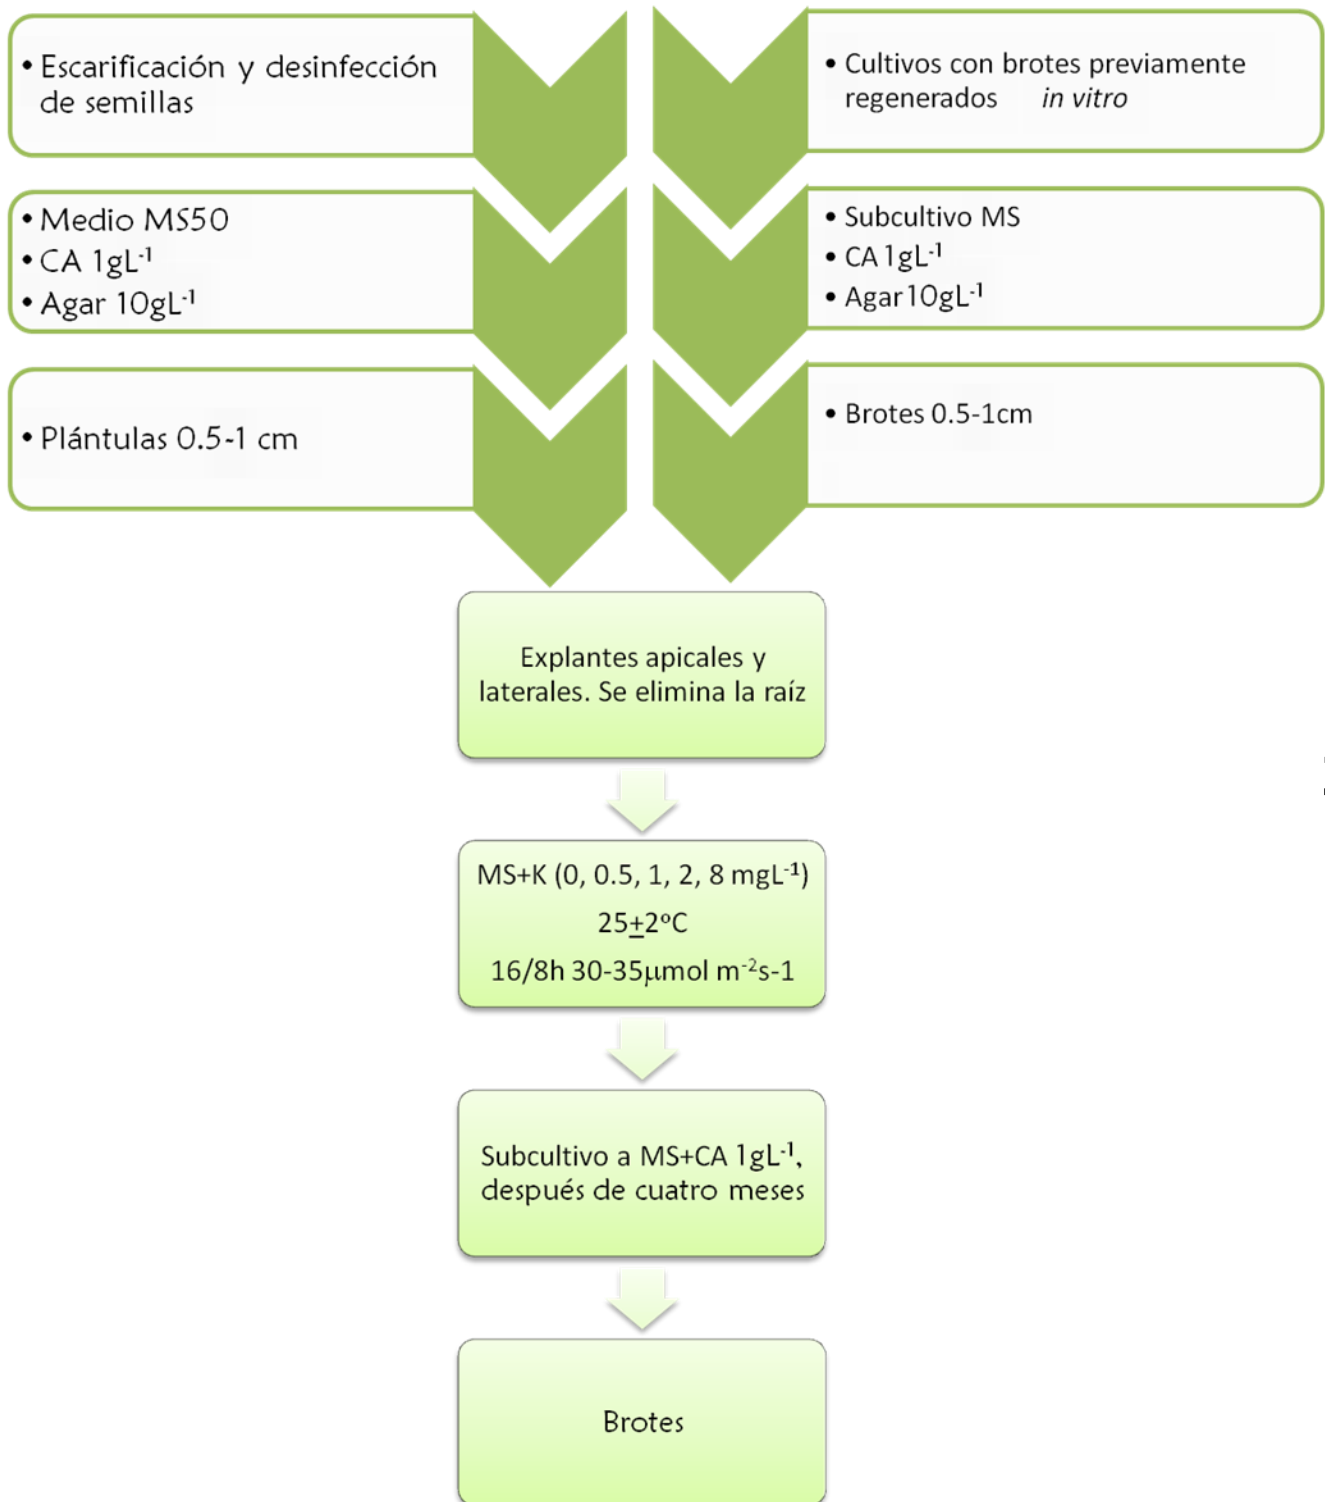 • Escarificación y desinfección
de semillas
• Medio MS50
• CA 1gL⁻¹
• Agar 10gL⁻¹
• Plántulas 0.5-1 cm
• Cultivos con brotes previamente
regenerados in vitro
• Subcultivo MS
• CA 1gL⁻¹
• Agar 10gL⁻¹
• Brotes 0.5-1cm
Explantes apicales y
laterales. Se elimina la raíz
MS+K (0, 0.5, 1, 2, 8 mgL⁻¹)
25±2ºC
16/8h 30-35µmol m⁻²s-1
Subcultivo a MS+CA 1gL⁻¹,
después de cuatro meses
Brotes